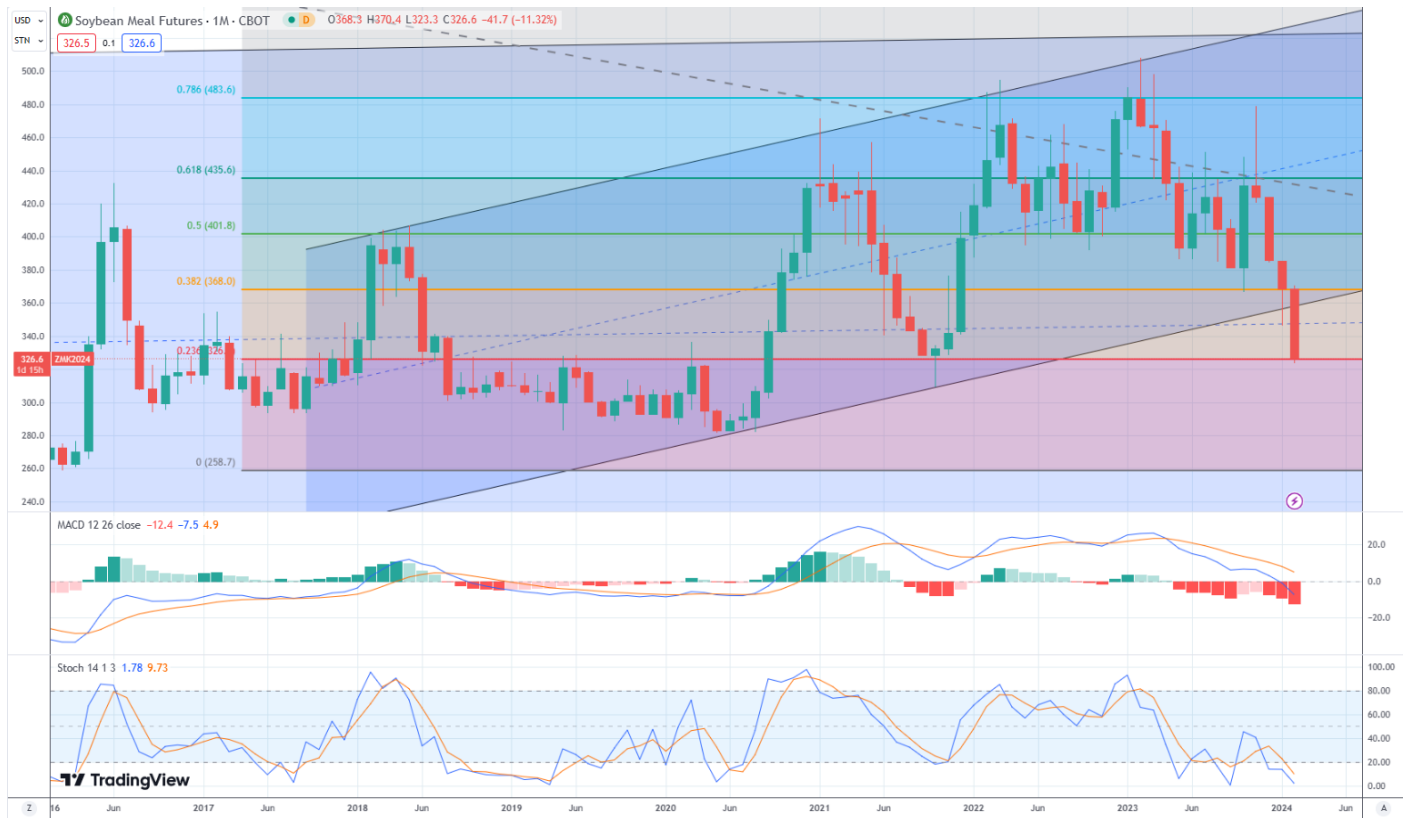 USD
STN
Soybean Meal Futures · 1M · CBOT D O368.3 H370.4 L323.3 C326.6 −41.7 (−11.32%)
326.5 0.1 326.6
500.0
480.0
460.0
440.0
420.0
400.0
380.0
360.0
340.0
300.0
280.0
260.0
240.0
0.786 (483.6)
0.618 (435.6)
0.5 (401.8)
0.382 (368.0)
0 (258.7)
326.6
1d 15h
ZMK2024
MACD 12 26 close −12.4 −7.5 4.9
20.0
0.0
−20.0
Stoch 14 1 3 1.78 9.73
100.00
80.00
60.00
40.00
20.00
0.00
TradingView
Z 16 Jun 2017 Jun 2018 Jun 2019 Jun 2020 Jun 2021 Jun 2022 Jun 2023 Jun 2024 Jun A